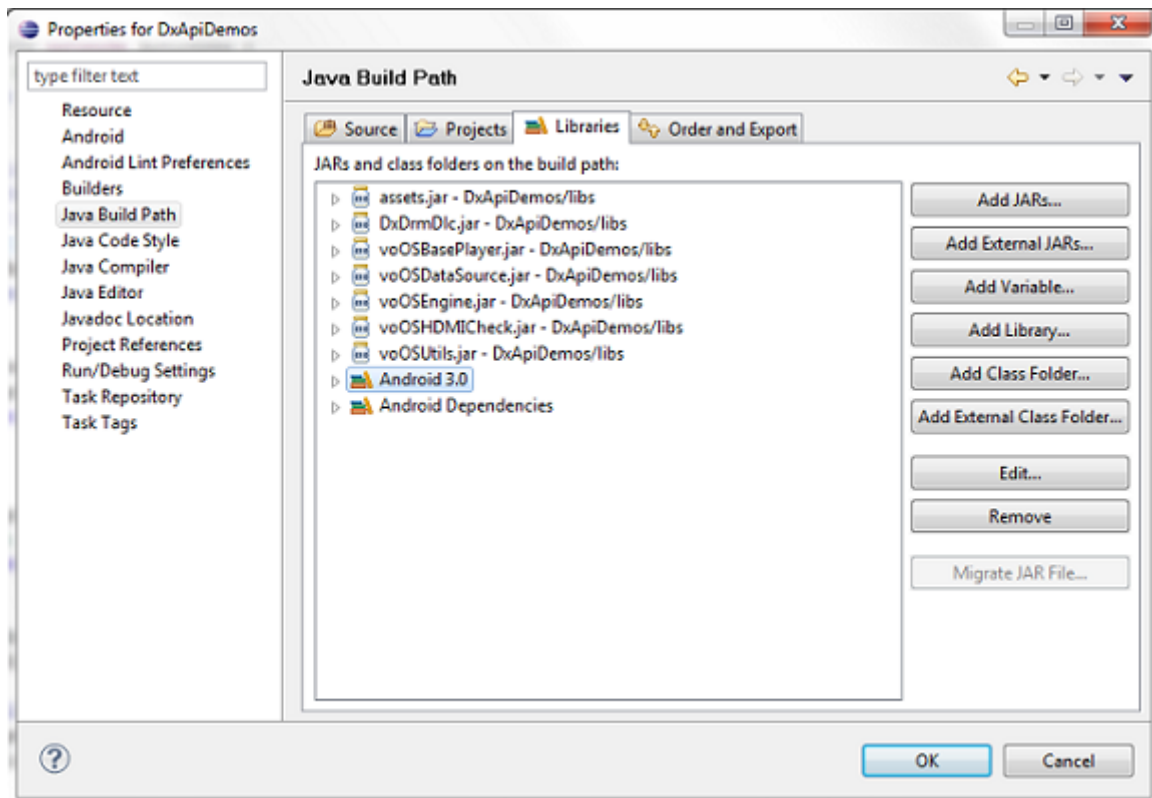 Properties for DxApiDemos
type filter text
Resource
Android
Android Lint Preferences
Builders
Java Build Path
Java Code Style
Java Compiler
Java Editor
Javadoc Location
Project References
Run/Debug Settings
Task Repository
Task Tags
Java Build Path
Source Projects Libraries Order and Export
JARs and class folders on the build path:
assets.jar - DxApiDemos/libs
DxDrmDlc.jar - DxApiDemos/libs
voOSBasePlayer.jar - DxApiDemos/libs
voOSDataSource.jar - DxApiDemos/libs
voOSEngine.jar - DxApiDemos/libs
voOSHDMICheck.jar - DxApiDemos/libs
voOSUtils.jar - DxApiDemos/libs
Android 3.0
Android Dependencies
Add JARs...
Add External JARs...
Add Variable...
Add Library...
Add Class Folder...
Add External Class Folder...
Edit...
Remove
Migrate JAR File...
?
OK Cancel